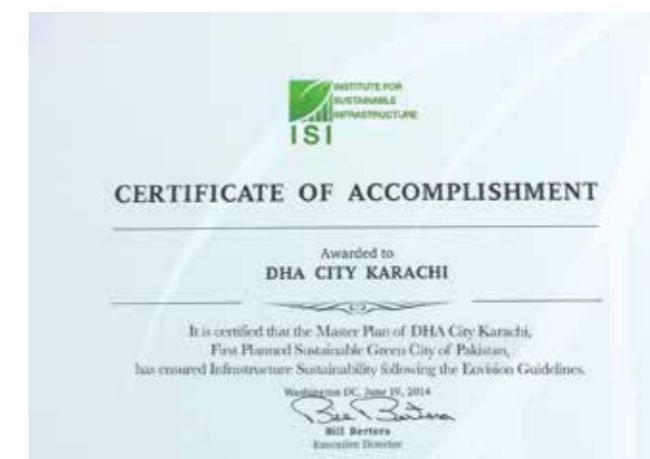 INSTITUTE FOR
SUSTAINABLE
INFRASTRUCTURE
ISI
CERTIFICATE OF ACCOMPLISHMENT
Awarded to
DHA CITY KARACHI
It is certified that the Master Plan of DHA City Karachi,
First Planned Sustainable Green City of Pakistan,
has ensured Infrastructure Sustainability following the Envision Guidelines.
Washington DC, June 19, 2014
Bill Bertera
Bill Bertera
Executive Director